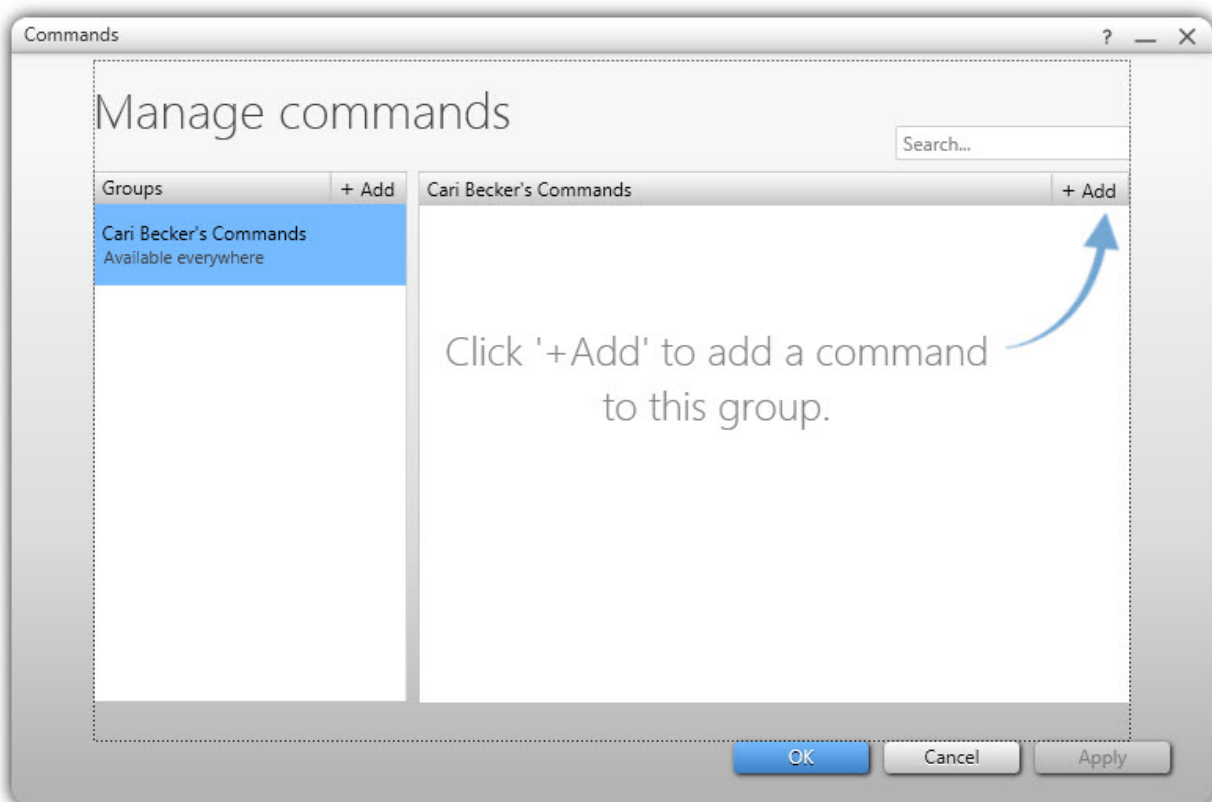 Commands
?
Manage commands
Search...
Groups
+ Add
Cari Becker's Commands
Available everywhere
Cari Becker's Commands
+ Add
Click '+Add' to add a command
to this group.
OK
Cancel
Apply